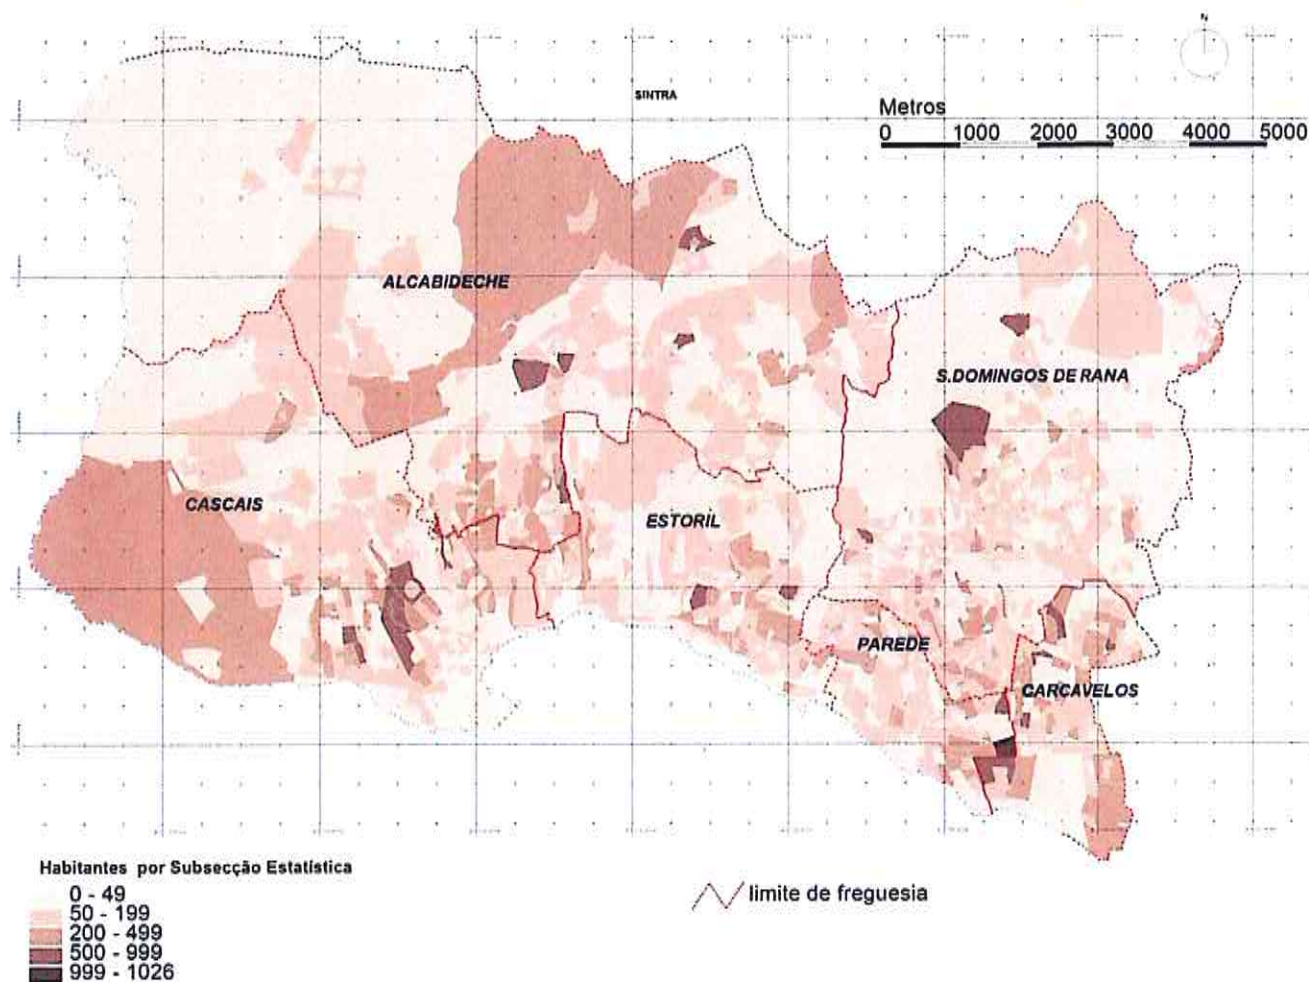 N
SINTRA
Metros
0 1000 2000 3000 4000 5000
ALCABIDECHE
S.DOMINGOS DE RANA
CASCAIS
ESTORIL
PAREDE
CARCAVELOS
Habitantes por Subsecção Estatística
0 - 49
50 - 199
200 - 499
500 - 999
999 - 1026
limite de freguesia